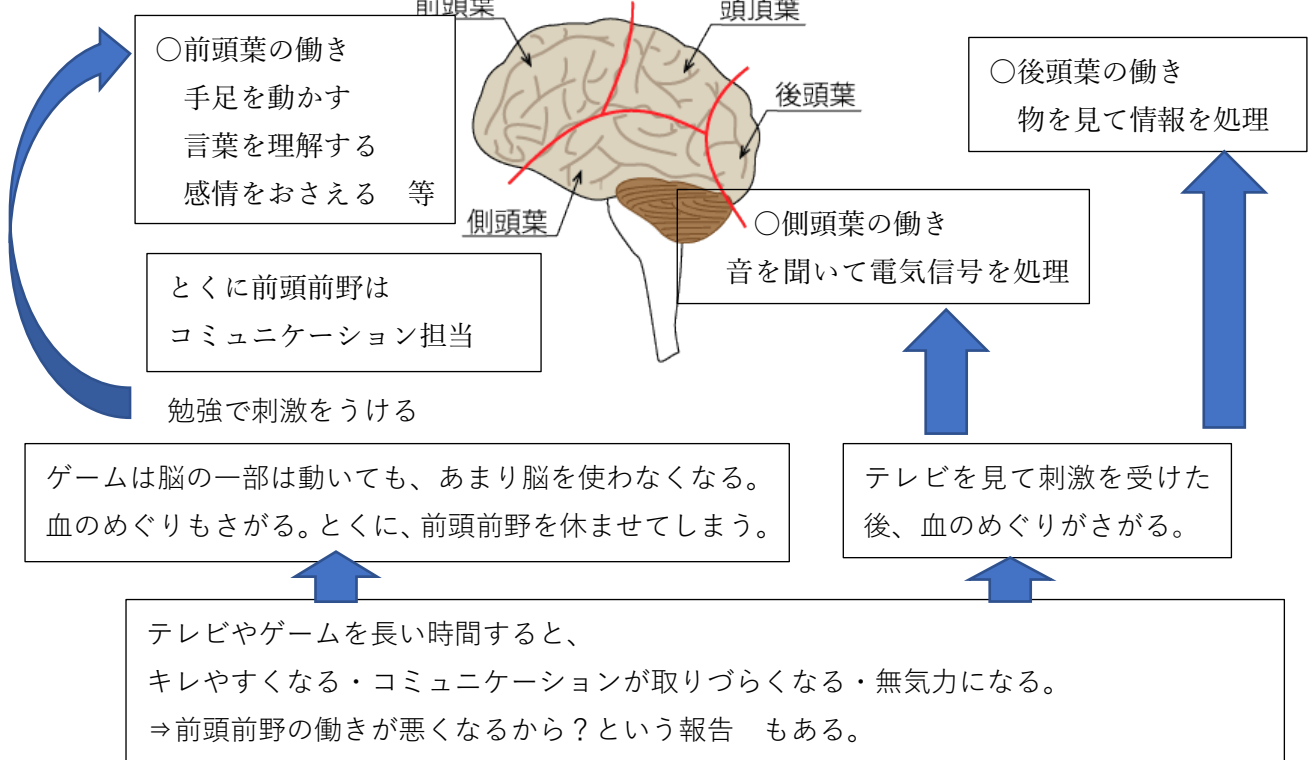 前頭葉
頭頂葉
後頭葉
側頭葉
○前頭葉の働き
手足を動かす
言葉を理解する
感情をおさえる　等
○後頭葉の働き
物を見て情報を処理
○側頭葉の働き
音を聞いて電気信号を処理
とくに前頭前野は
コミュニケーション担当
勉強で刺激をうける
ゲームは脳の一部は動いても、あまり脳を使わなくなる。
血のめぐりもさがる。とくに、前頭前野を休ませてしまう。
テレビを見て刺激を受けた
後、血のめぐりがさがる。
テレビやゲームを長い時間すると、
キレやすくなる・コミュニケーションが取りづらくなる・無気力になる。
⇒前頭前野の働きが悪くなるから？という報告　もある。